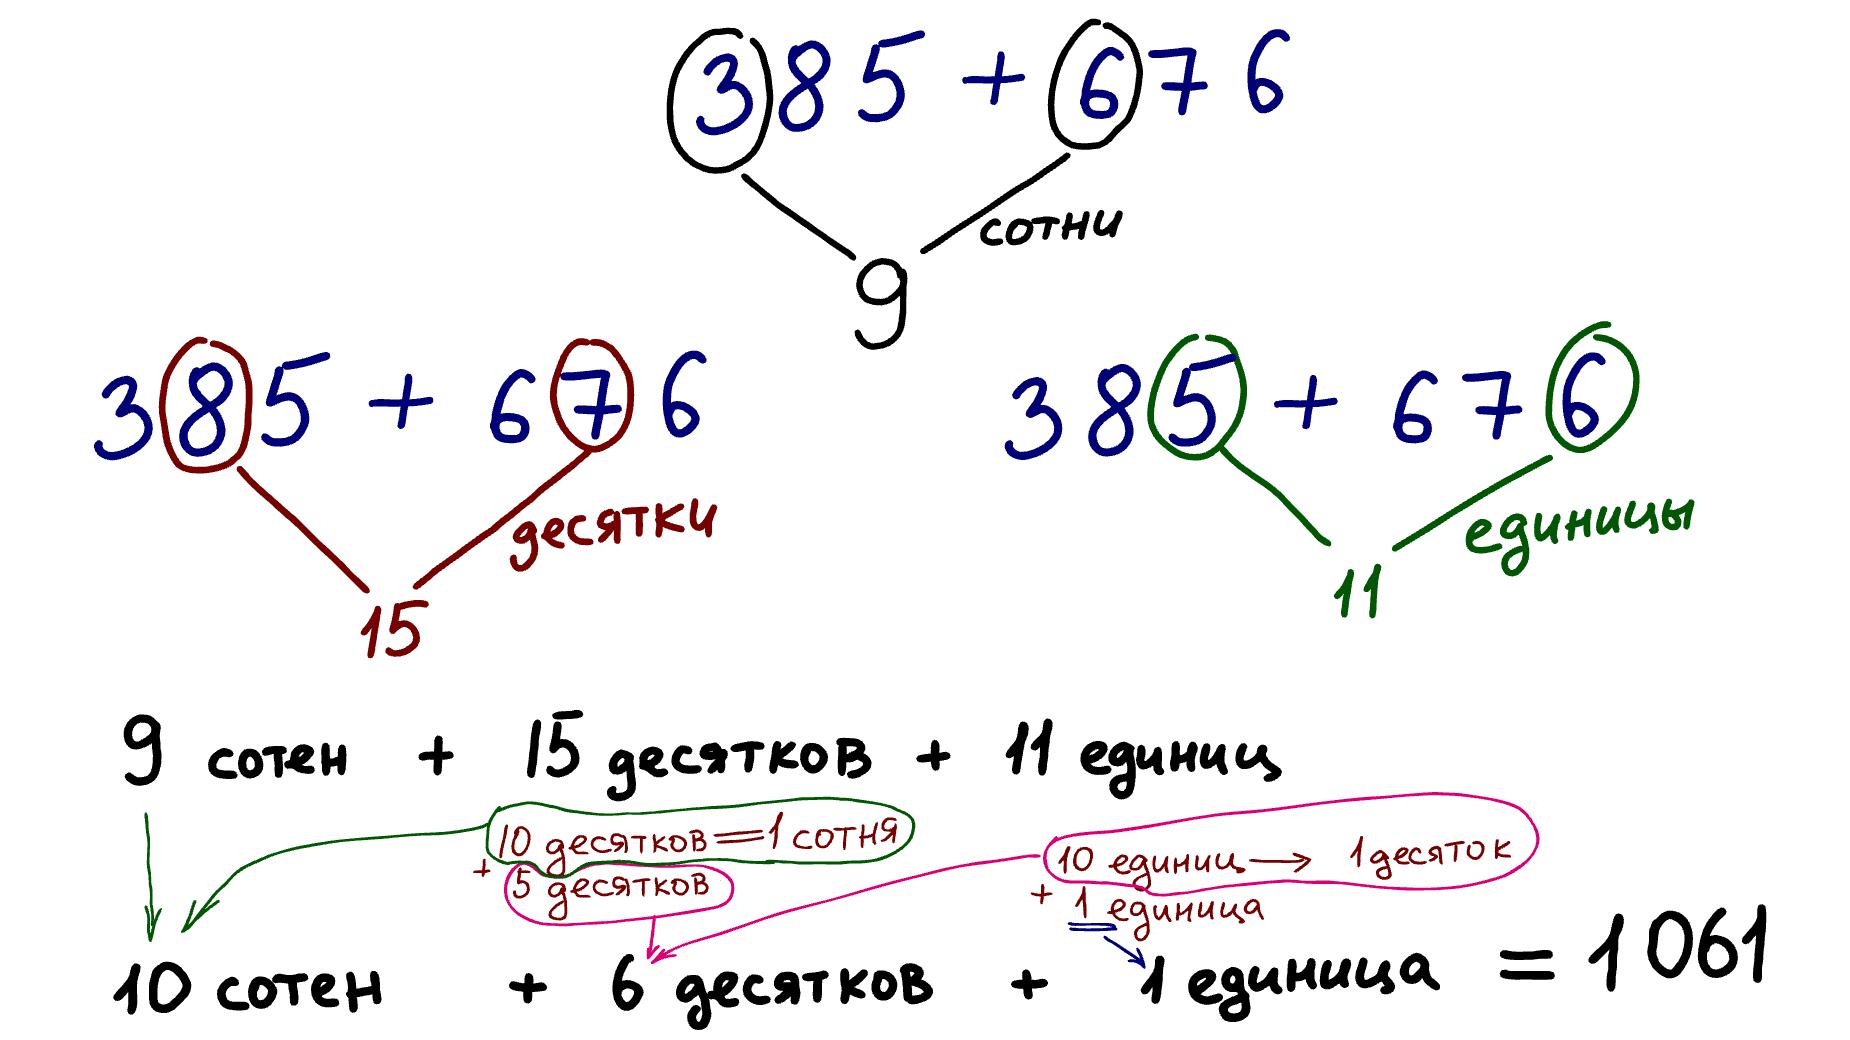 385 + 676
сотни
9
385 + 676
десятки
15
385 + 676
единицы
11
9 сотен + 15 десятков + 11 единиц
10 десятков = 1 сотня
+ 5 десятков
10 единиц → 1 десяток
+ 1 единица
10 сотен + 6 десятков + 1 единица = 1061